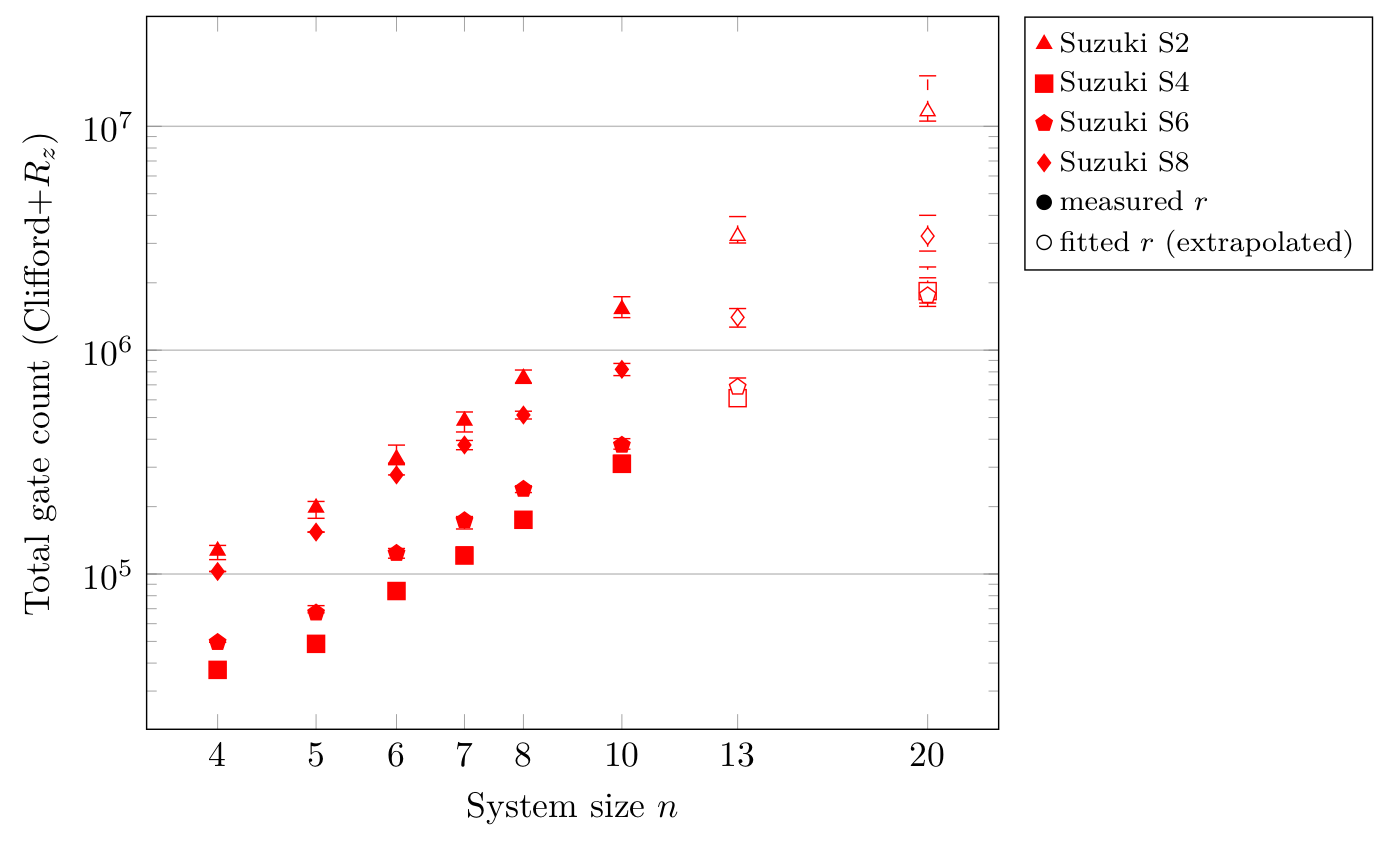 Total gate count (Clifford+R_z)
10^7
10^6
10^5
4 5 6 7 8 10 13 20
System size n
Suzuki S2
Suzuki S4
Suzuki S6
Suzuki S8
measured r
fitted r (extrapolated)